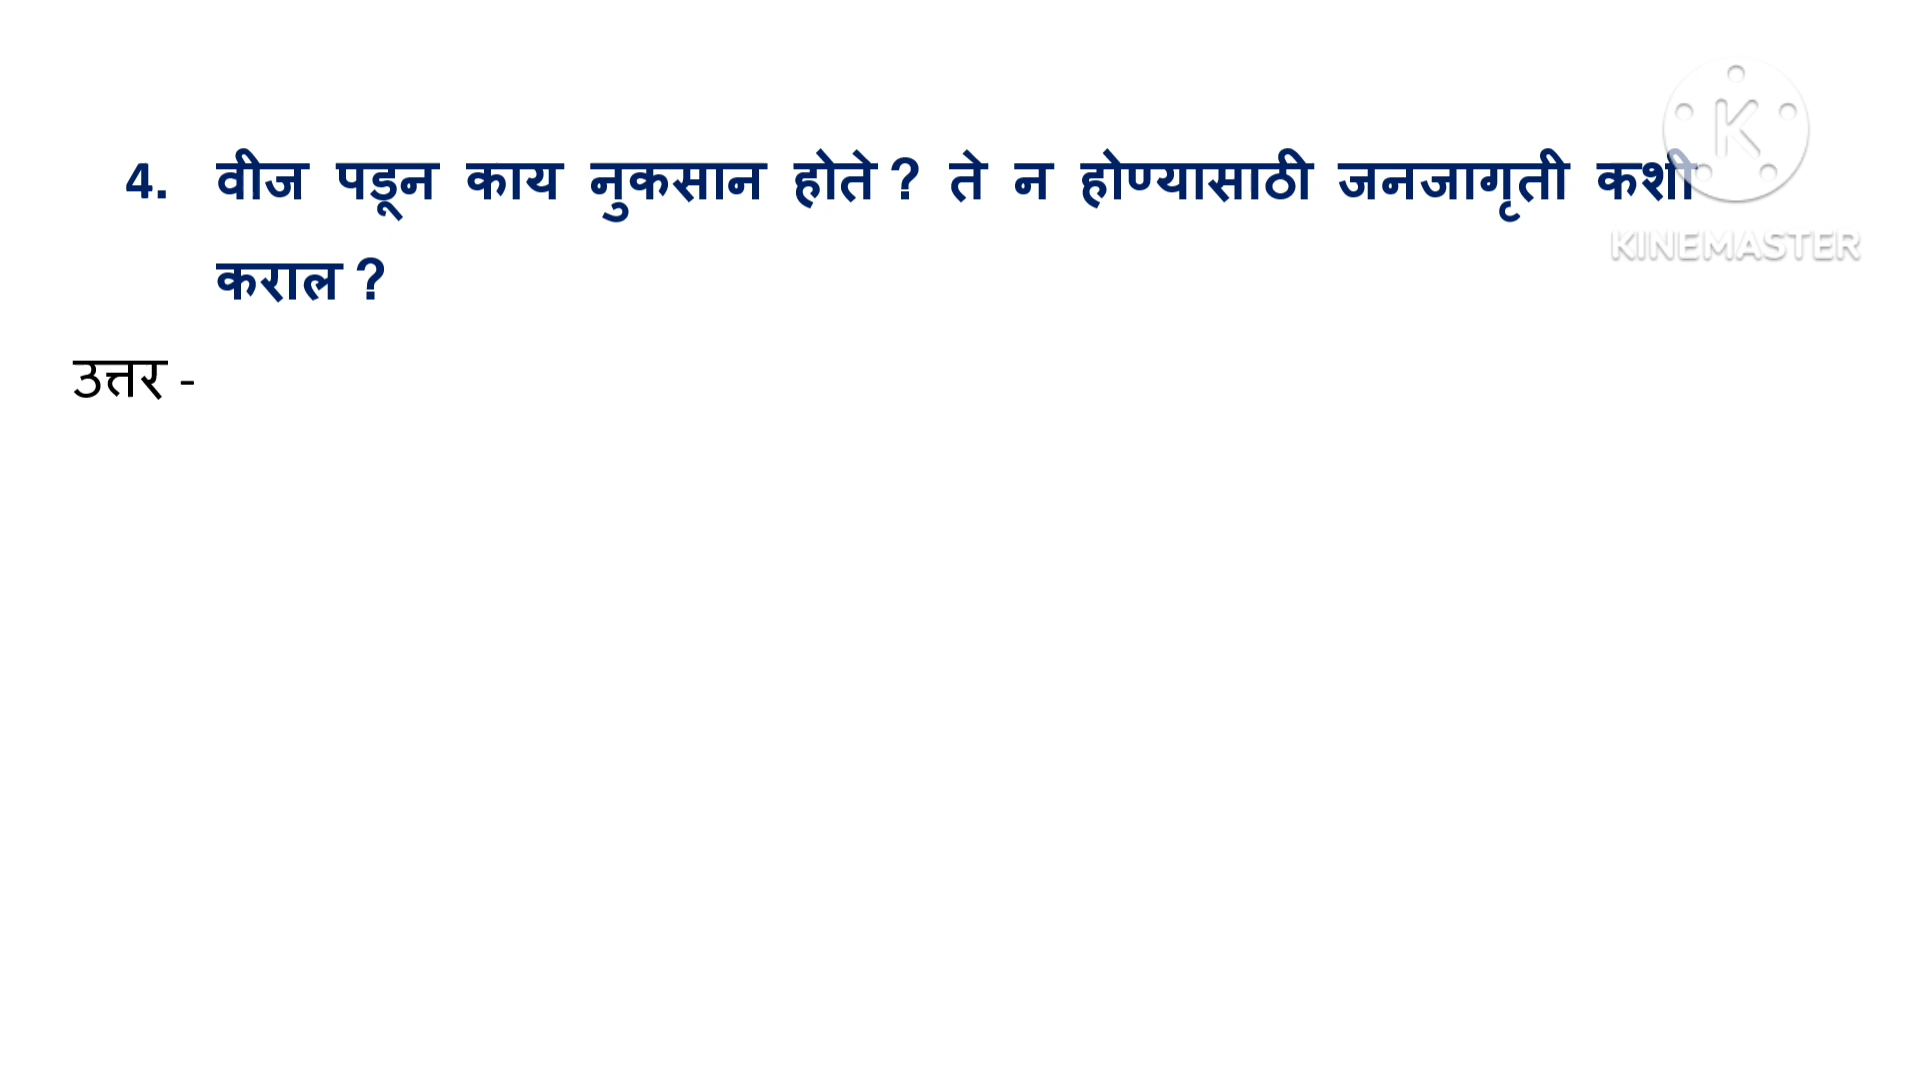 4. वीज पडून काय नुकसान होते ? ते न होण्यासाठी जनजागृती कशी
कराल ?
उत्तर -
K
KINEMASTER